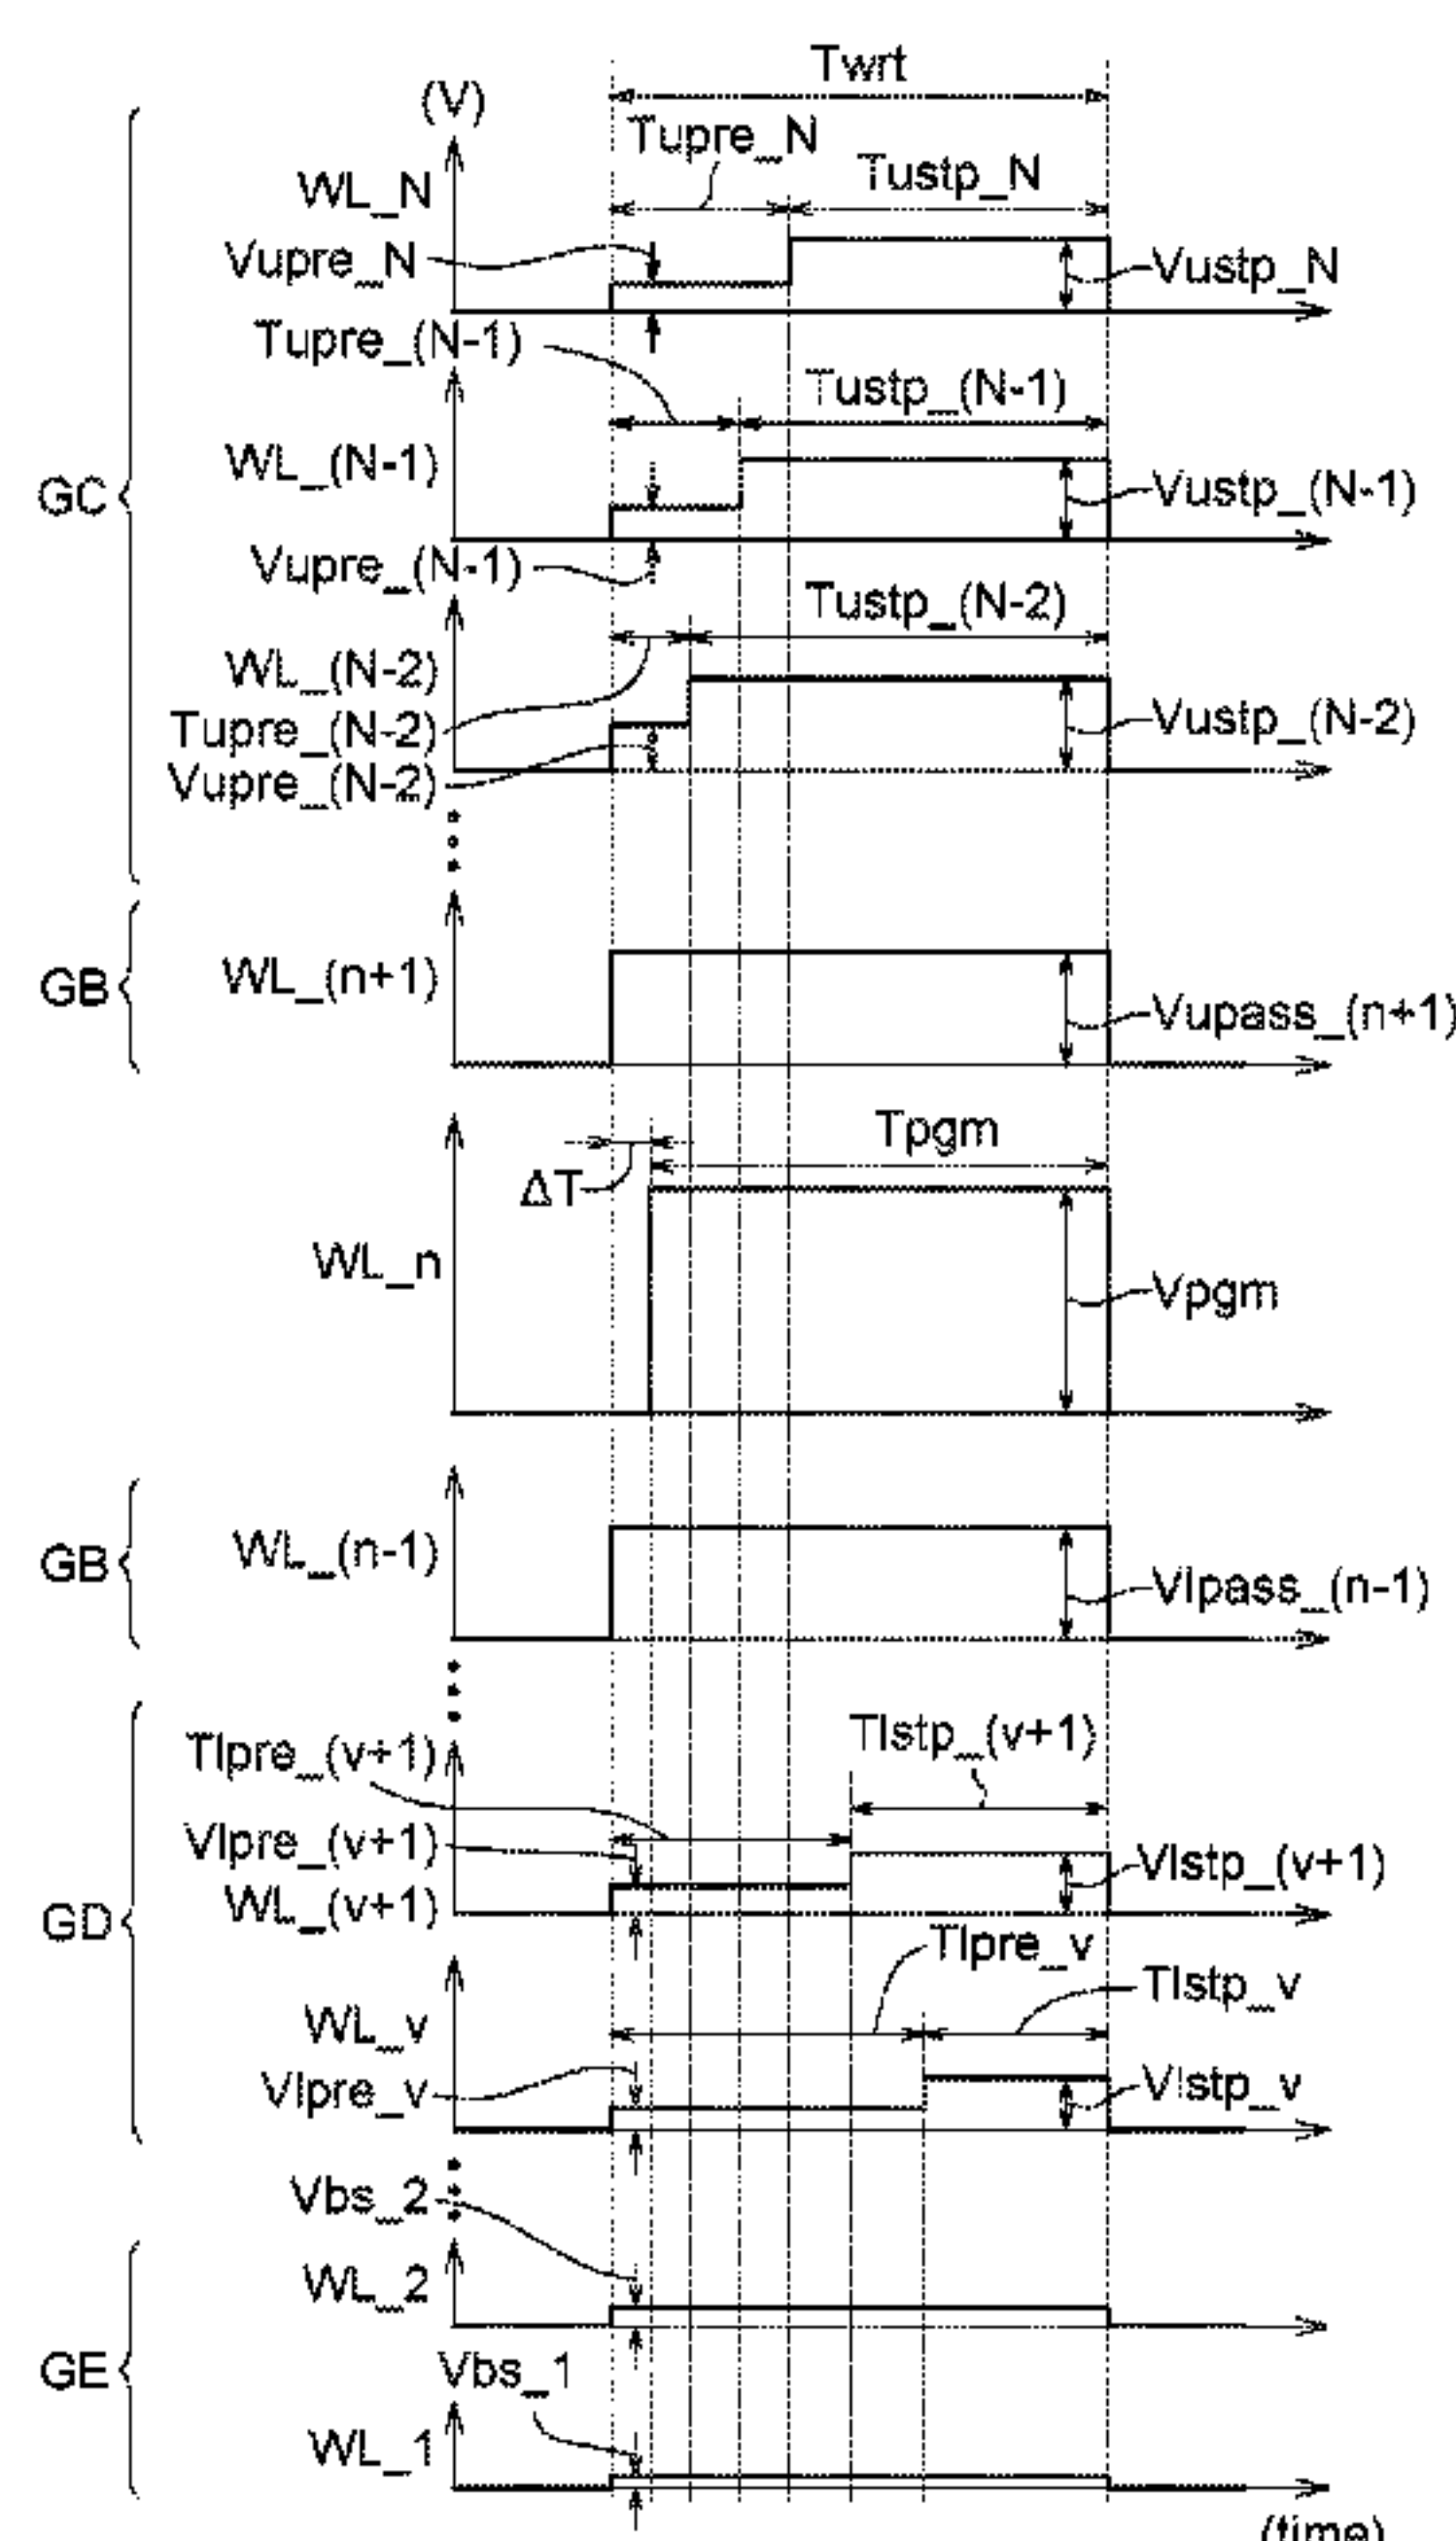 Twrt
(V)
Tupre_N
Tustp_N
WL_N
Vupre_N
Vustp_N
Tupre_(N-1)
Tustp_(N-1)
WL_(N-1)
Vustp_(N-1)
GC
Vupre_(N-1)
Tustp_(N-2)
WL_(N-2)
Tupre_(N-2)
Vustp_(N-2)
Vupre_(N-2)
WL_(n+1)
GB
Vupass_(n+1)
Tpgm
ΔT
WL_n
Vpgm
WL_(n-1)
GB
Vlpass_(n-1)
Tlstp_(v+1)
Tlpre_(v+1)
Vlpre_(v+1)
Vlstp_(v+1)
WL_(v+1)
GD
Tlpre_v
Tlstp_v
WL_v
Vlpre_v
Vlstp_v
Vbs_2
WL_2
GE
Vbs_1
WL_1
(time)